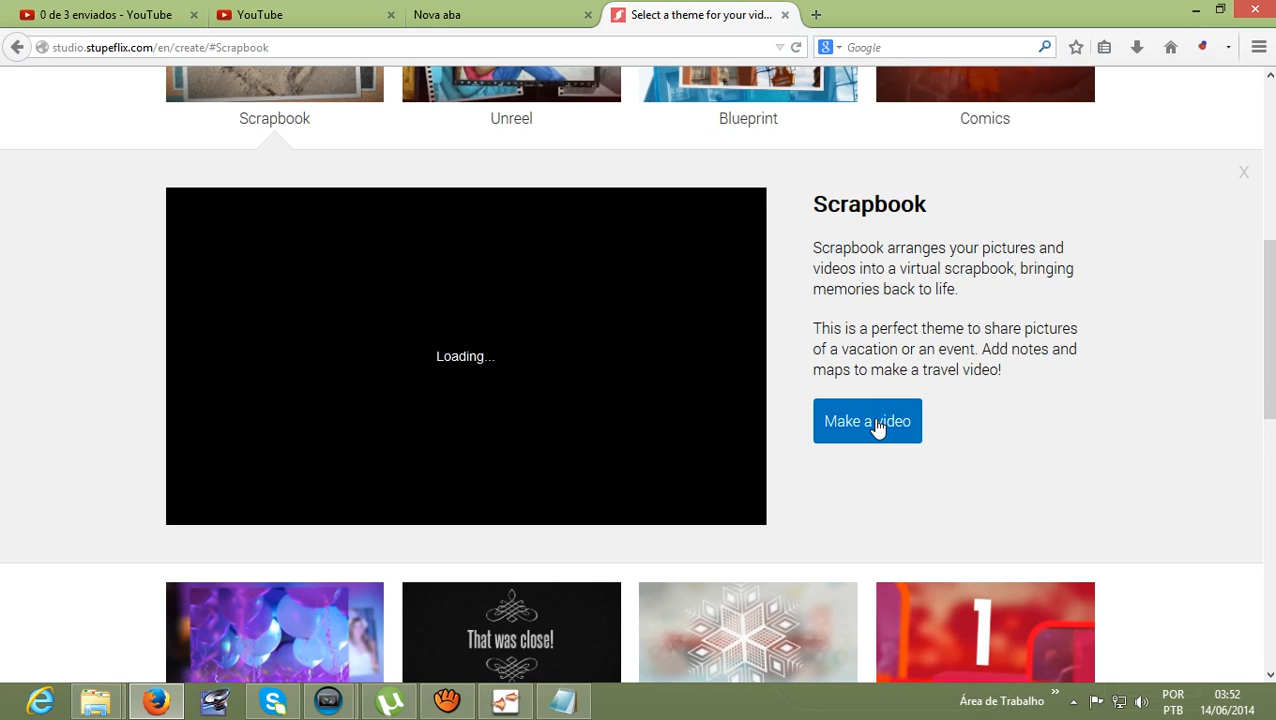 0 de 3 enviados - YouTube
YouTube
Nova aba
Select a theme for your vid...
studio.stupeflix.com/en/create/#Scrapbook
Google
Scrapbook
Unreel
Blueprint
Comics
X
Loading...
Scrapbook
Scrapbook arranges your pictures and
videos into a virtual scrapbook, bringing
memories back to life.
This is a perfect theme to share pictures
of a vacation or an event. Add notes and
maps to make a travel video!
Make a video
That was close!
1
Área de Trabalho
POR
PTB
03:52
14/06/2014